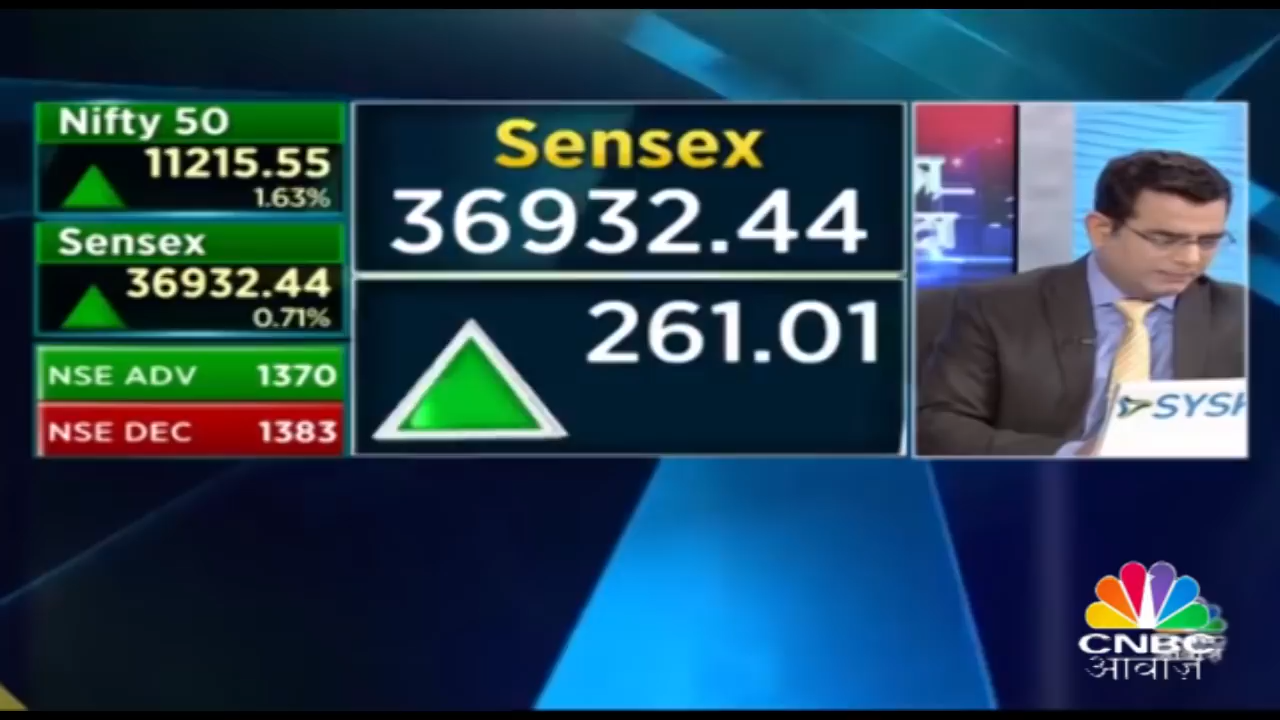 Nifty 50
11215.55
1.63%
Sensex
36932.44
0.71%
NSE ADV 1370
NSE DEC 1383
Sensex
36932.44
261.01
SYSK
CNBC
आवाज़